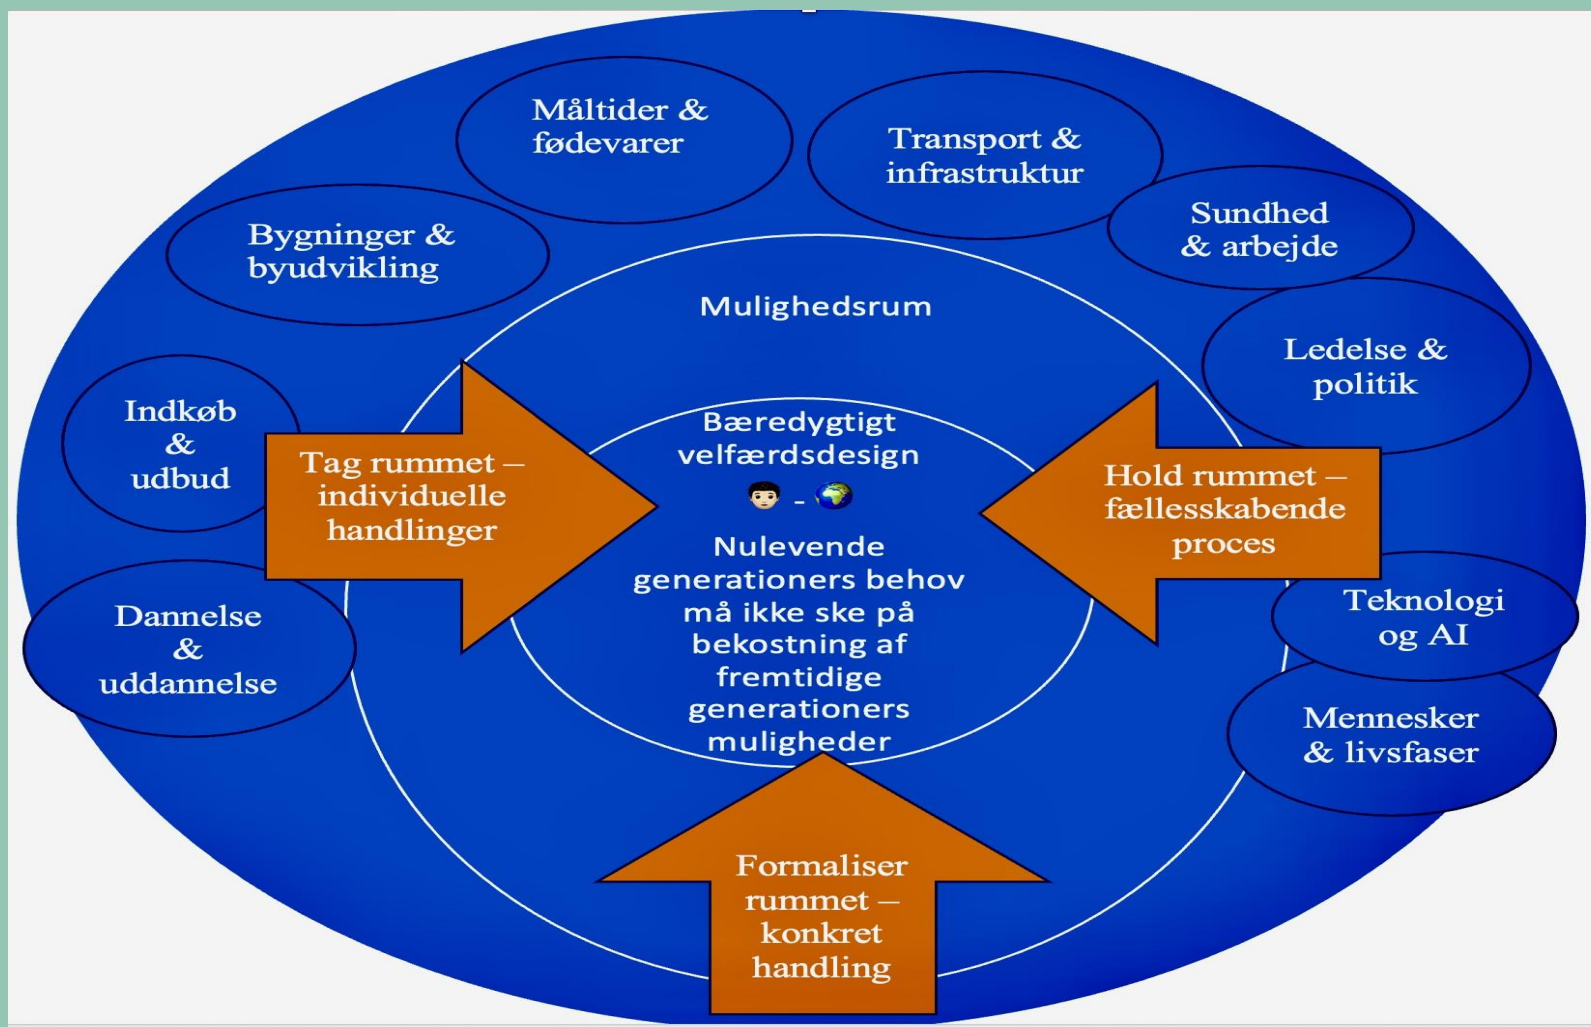 Måltider &
fødevarer
Transport &
infrastruktur
Sundhed
& arbejde
Bygninger &
byudvikling
Mulighedsrum
Ledelse &
politik
Indkøb
&
udbud
Tag rummet –
individuelle
handlinger
Bæredygtigt
velfærdsdesign
-
Nulevende
generationers behov
må ikke ske på
bekostning af
fremtidige
generationers
muligheder
Hold rummet –
fællesskabende
proces
Dannelse
&
uddannelse
Teknologi
og AI
Mennesker
& livsfaser
Formaliser
rummet –
konkret
handling